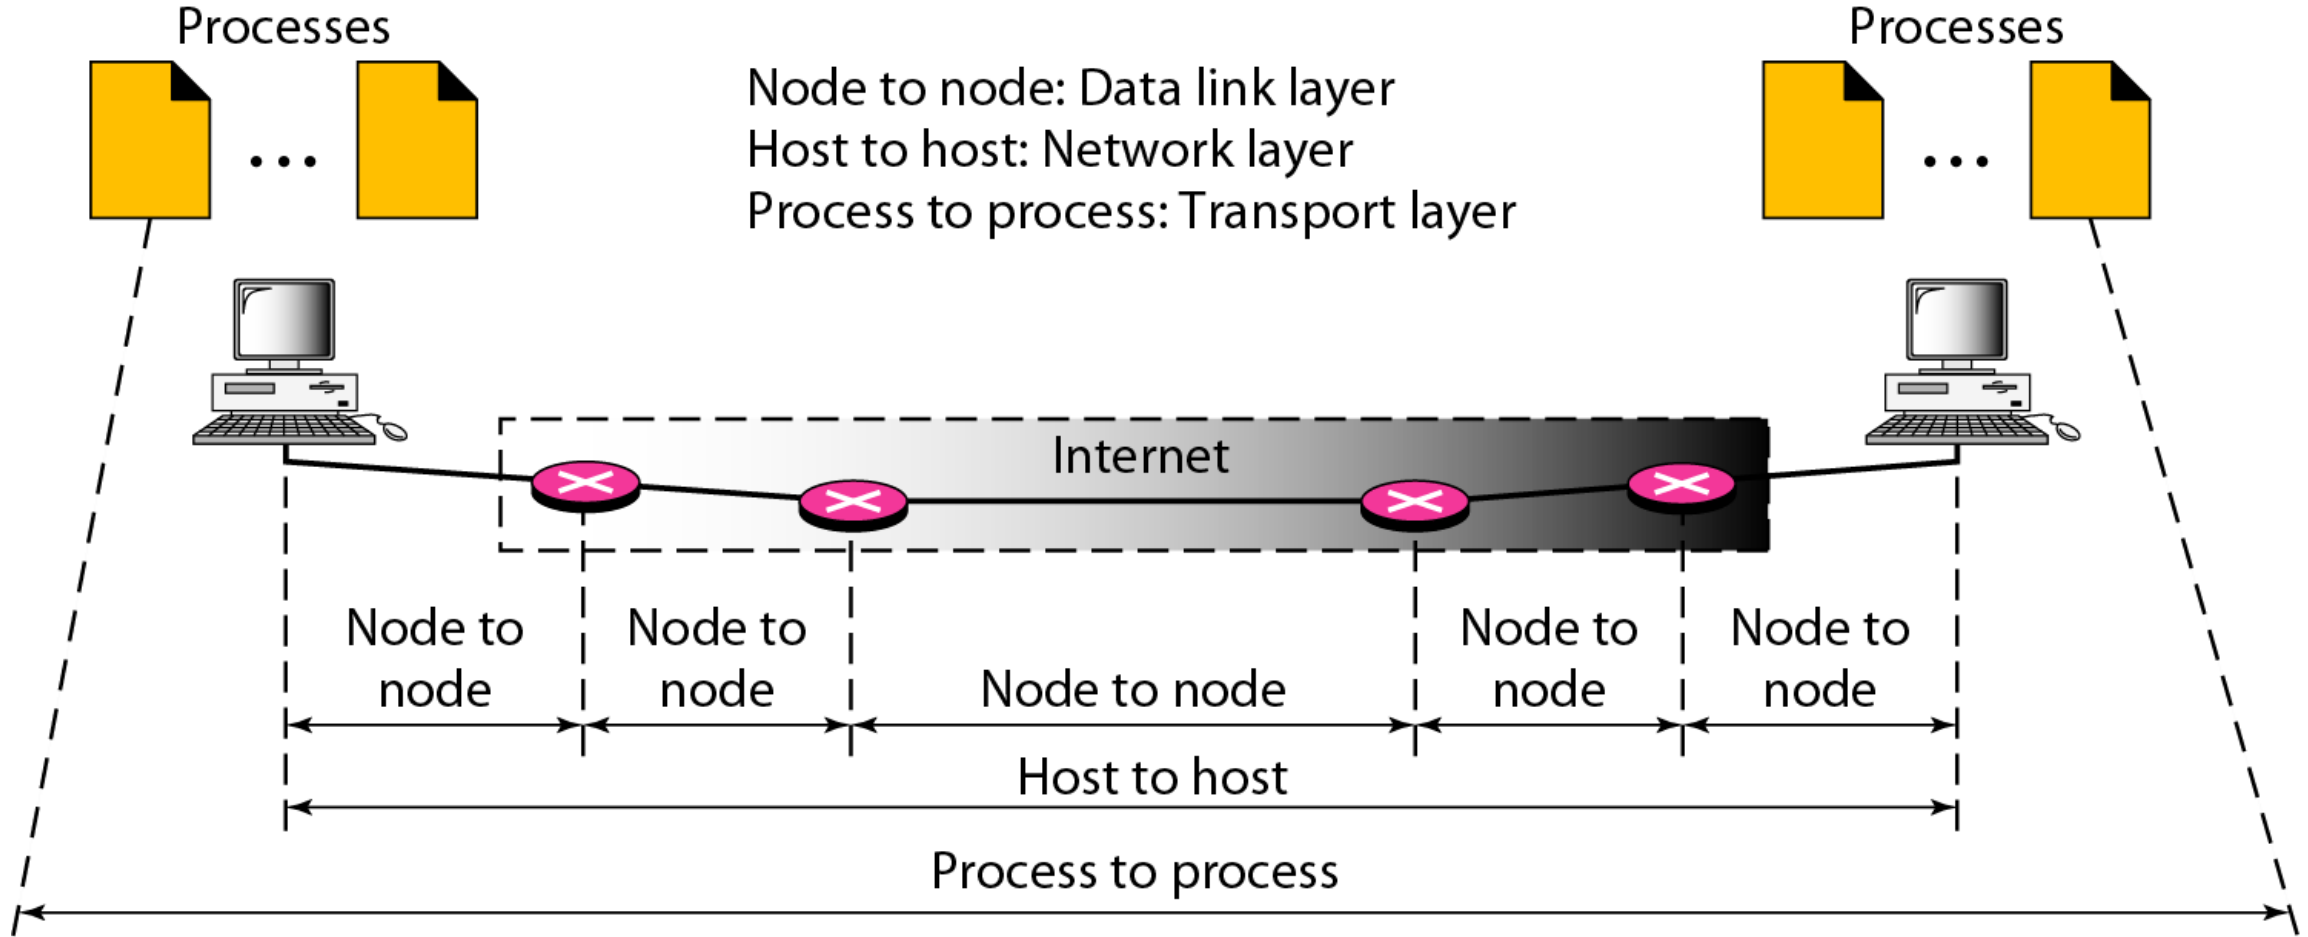 Processes
Processes
Node to node: Data link layer
Host to host: Network layer
Process to process: Transport layer
Internet
Node to
node
Node to
node
Node to node
Node to
node
Node to
node
Host to host
Process to process